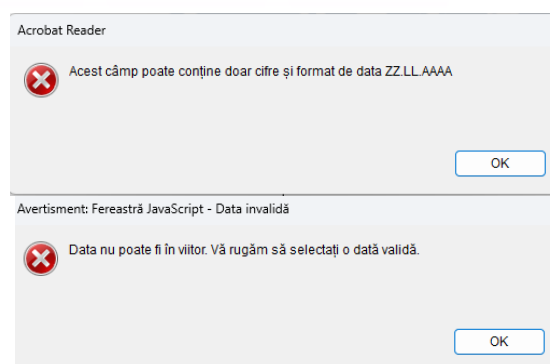 Acrobat Reader
Acest câmp poate conține doar cifre și format de data ZZ.LL.AAAA
OK
Avertisment: Fereastră JavaScript - Data invalidă
Data nu poate fi în viitor. Vă rugăm să selectați o dată validă.
OK